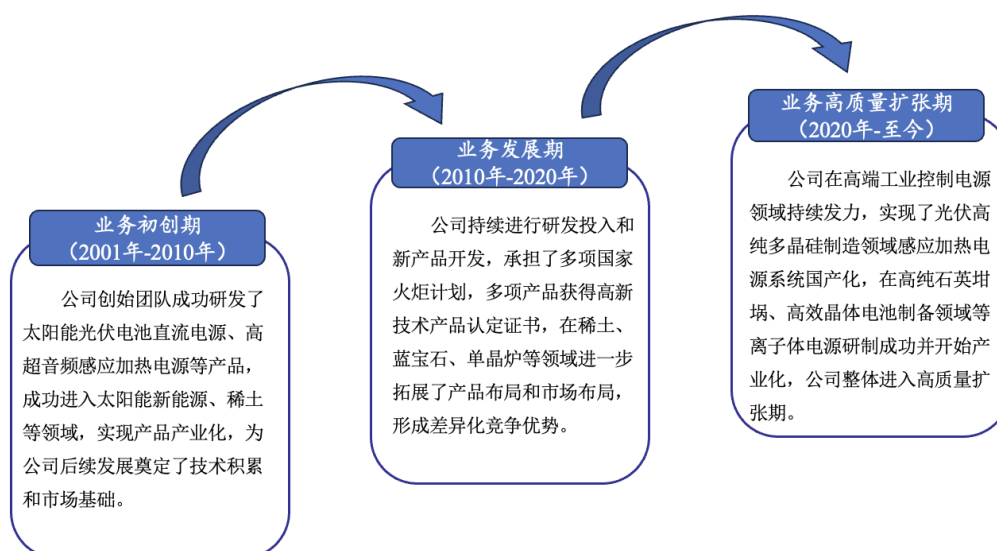 业务初创期
（2001年-2010年）
公司创始团队成功研发了
太阳能光伏电池直流电源、高
超音频感应加热电源等产品，
成功进入太阳能新能源、稀土
等领域，实现产品产业化，为
公司后续发展奠定了技术积累
和市场基础。
业务发展期
（2010年-2020年）
公司持续进行研发投入和
新产品开发，承担了多项国家
火炬计划，多项产品获得高新
技术产品认定证书，在稀土、
蓝宝石、单晶炉等领域进一步
拓展了产品布局和市场布局，
形成差异化竞争优势。
业务高质量扩张期
（2020年-至今）
公司在高端工业控制电源
领域持续发力，实现了光伏高
纯多晶硅制造领域感应加热电
源系统国产化，在高纯石英坩
埚、高效晶体电池制备领域等
离子体电源研制成功并开始产
业化，公司整体进入高质量扩
张期。